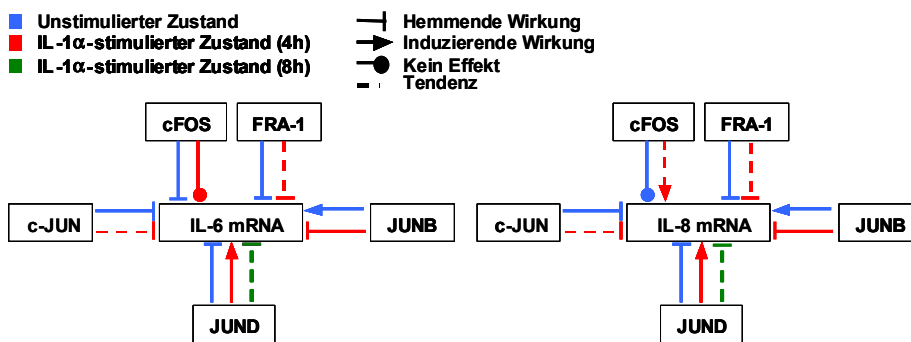 Unstimulierter Zustand
IL-1α-stimulierter Zustand (4h)
IL-1α-stimulierter Zustand (8h)
Hemmende Wirkung
Induzierende Wirkung
Kein Effekt
Tendenz
cFOS FRA-1
c-JUN IL-6 mRNA JUNB
JUND
cFOS FRA-1
c-JUN IL-8 mRNA JUNB
JUND